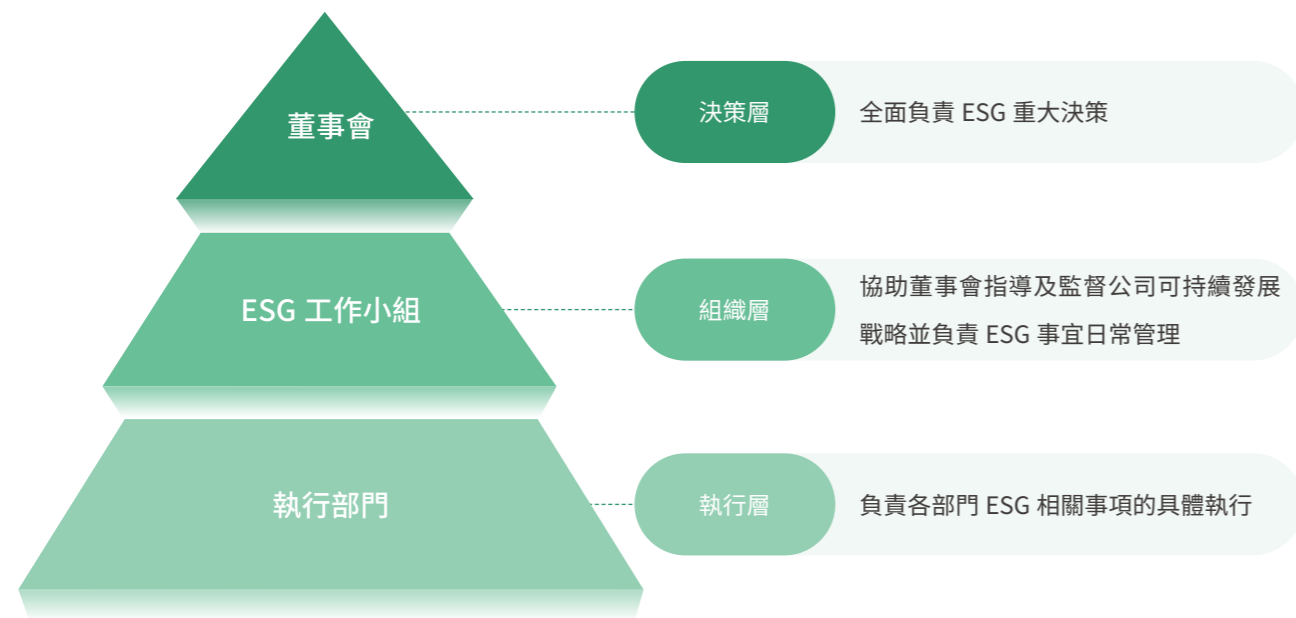 董事會
決策層
全面負責 ESG 重大決策
ESG 工作小組
組織層
協助董事會指導及監督公司可持續發展
戰略並負責 ESG 事宜日常管理
執行部門
執行層
負責各部門 ESG 相關事項的具體執行